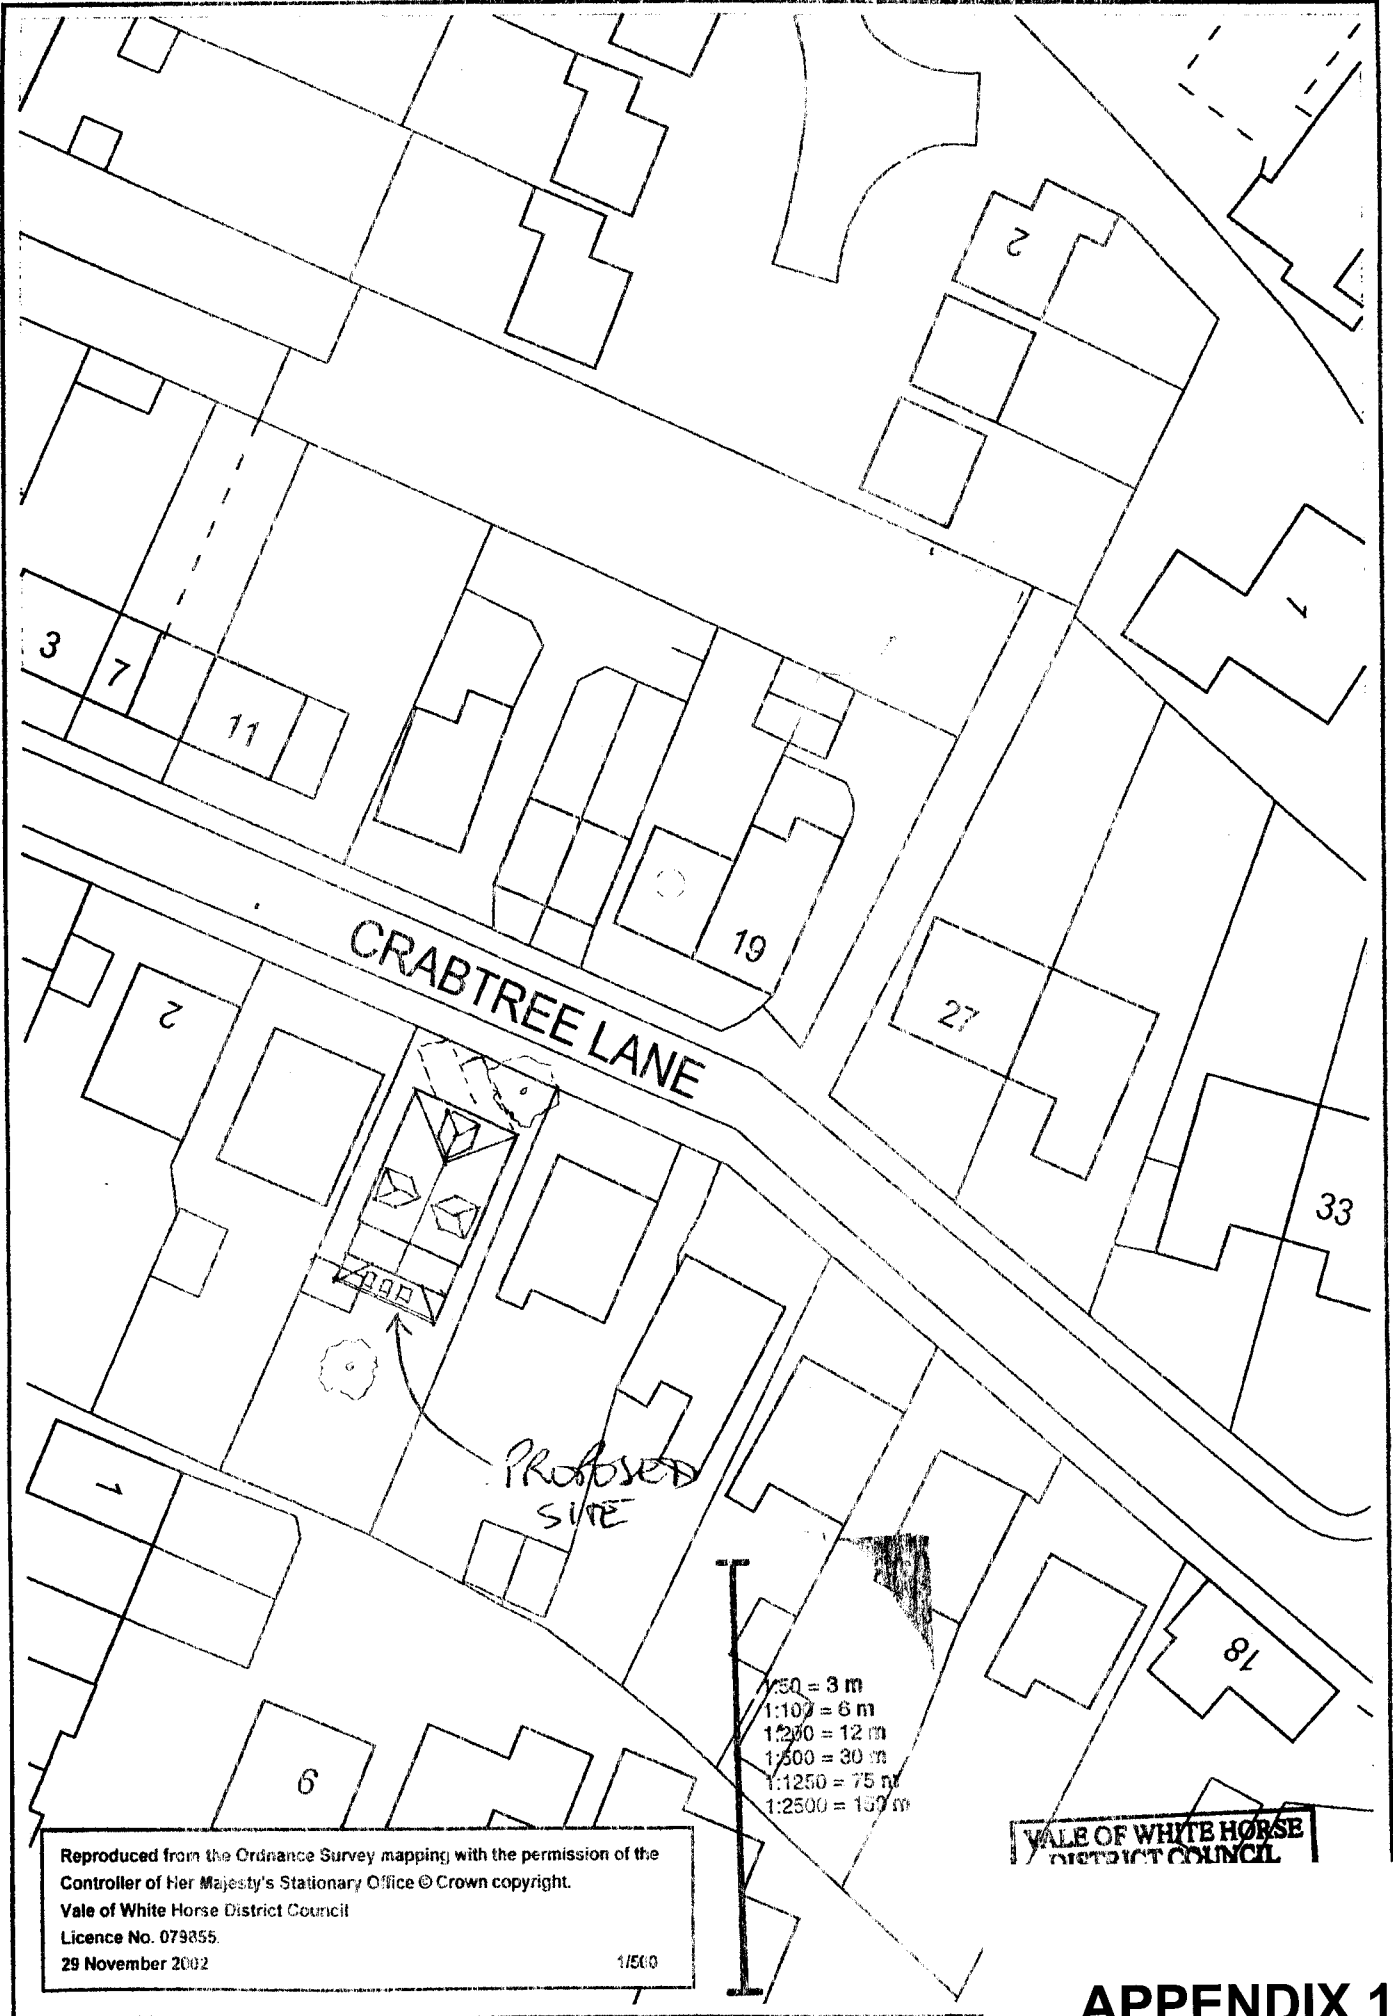 2
1
3
7
11
CRABTREE LANE
19
27
2
33
PROPOSED
SITE
1
18
1:50 = 3 m
1:100 = 6 m
1:200 = 12 m
1:500 = 30 m
1:1250 = 75 m
1:2500 = 150 m
6
VALE OF WHITE HORSE
DISTRICT COUNCIL
Reproduced from the Ordnance Survey mapping with the permission of the
Controller of Her Majesty's Stationary Office © Crown copyright.
Vale of White Horse District Council
Licence No. 079855.
29 November 2002
1/500
APPENDIX 1